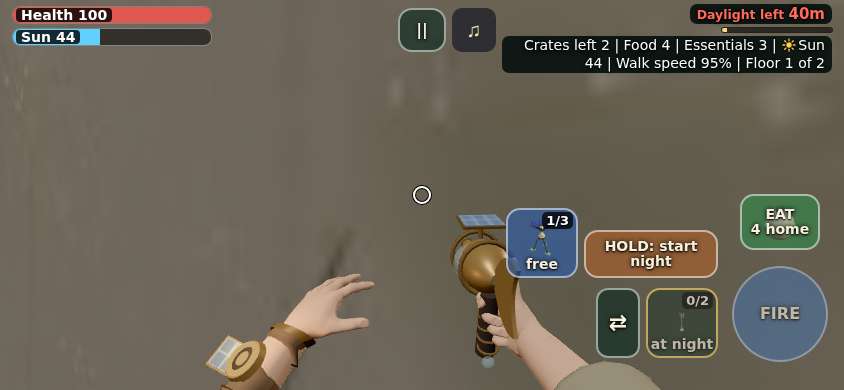 Health 100
Sun 44
Daylight left 40m
Crates left 2 | Food 4 | Essentials 3 | ☀Sun
44 | Walk speed 95% | Floor 1 of 2
1/3
free
HOLD: start
night
EAT
4 home
0/2
at night
FIRE